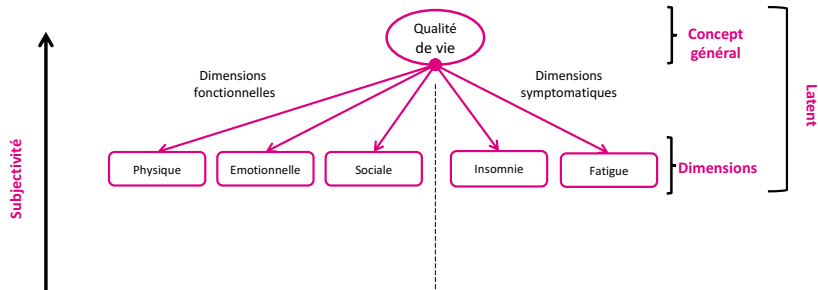 Qualité
de vie
Concept
général
Dimensions
fonctionnelles
Dimensions
symptomatiques
Latent
Subjectivité
Physique
Emotionnelle
Sociale
Insomnie
Fatigue
Dimensions